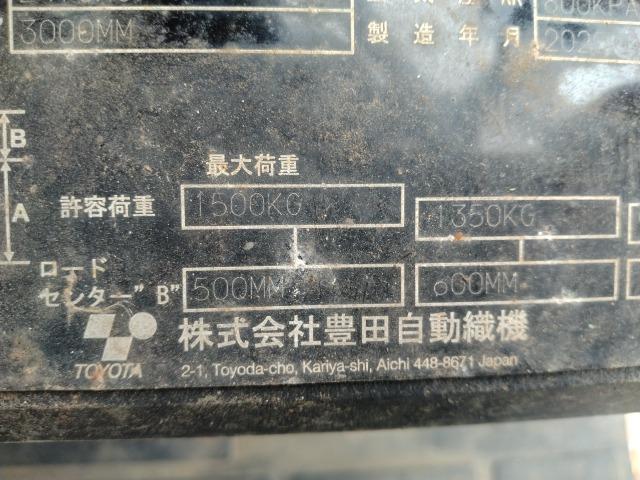 800KPA
3000MM
製造年月 202
B
最大荷重
A 許容荷重 1500KG 1350KG
ロード
センター"B" 500MM 600MM
株式会社豊田自動織機
TOYOTA 2-1, Toyoda-cho, Kariya-shi, Aichi 448-8671 Japan